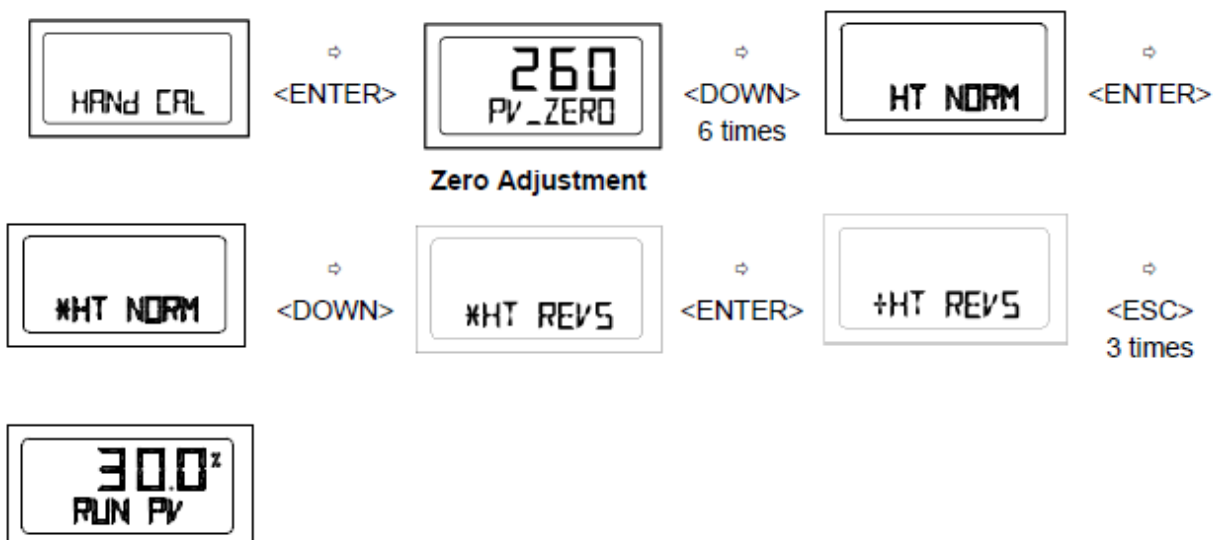 HANd CAL
⇨
<ENTER>
260
PV_ZERO
Zero Adjustment
⇨
<DOWN>
6 times
HT NORM
⇨
<ENTER>
*HT NORM
⇨
<DOWN>
*HT REVS
⇨
<ENTER>
+HT REVS
⇨
<ESC>
3 times
30.0%
RUN PV